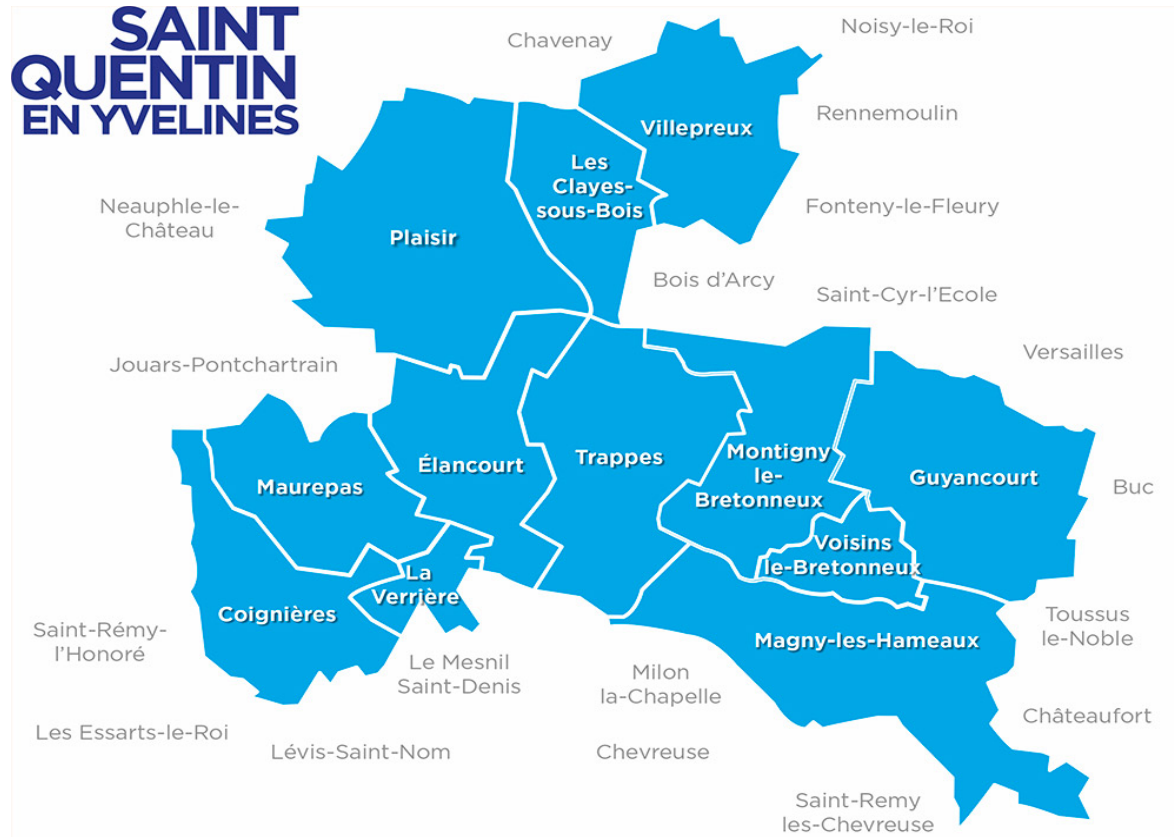 SAINT
QUENTIN
EN YVELINES
Chavenay
Noisy-le-Roi
Villepreux
Rennemoulin
Les
Clayes-
sous-Bois
Neauphle-le-
Château
Fonteny-le-Fleury
Plaisir
Bois d'Arcy
Saint-Cyr-l'Ecole
Jouars-Pontchartrain
Versailles
Maurepas
Élancourt
Trappes
Montigny
le-
Bretonneux
Guyancourt
Buc
Voisins
le-Bretonneux
La
Verrière
Coignières
Saint-Rémy-
l'Honoré
Magny-les-Hameaux
Toussus
le-Noble
Le Mesnil
Saint-Denis
Milon
la-Chapelle
Châteaufort
Les Essarts-le-Roi
Lévis-Saint-Nom
Chevreuse
Saint-Remy
les-Chevreuse